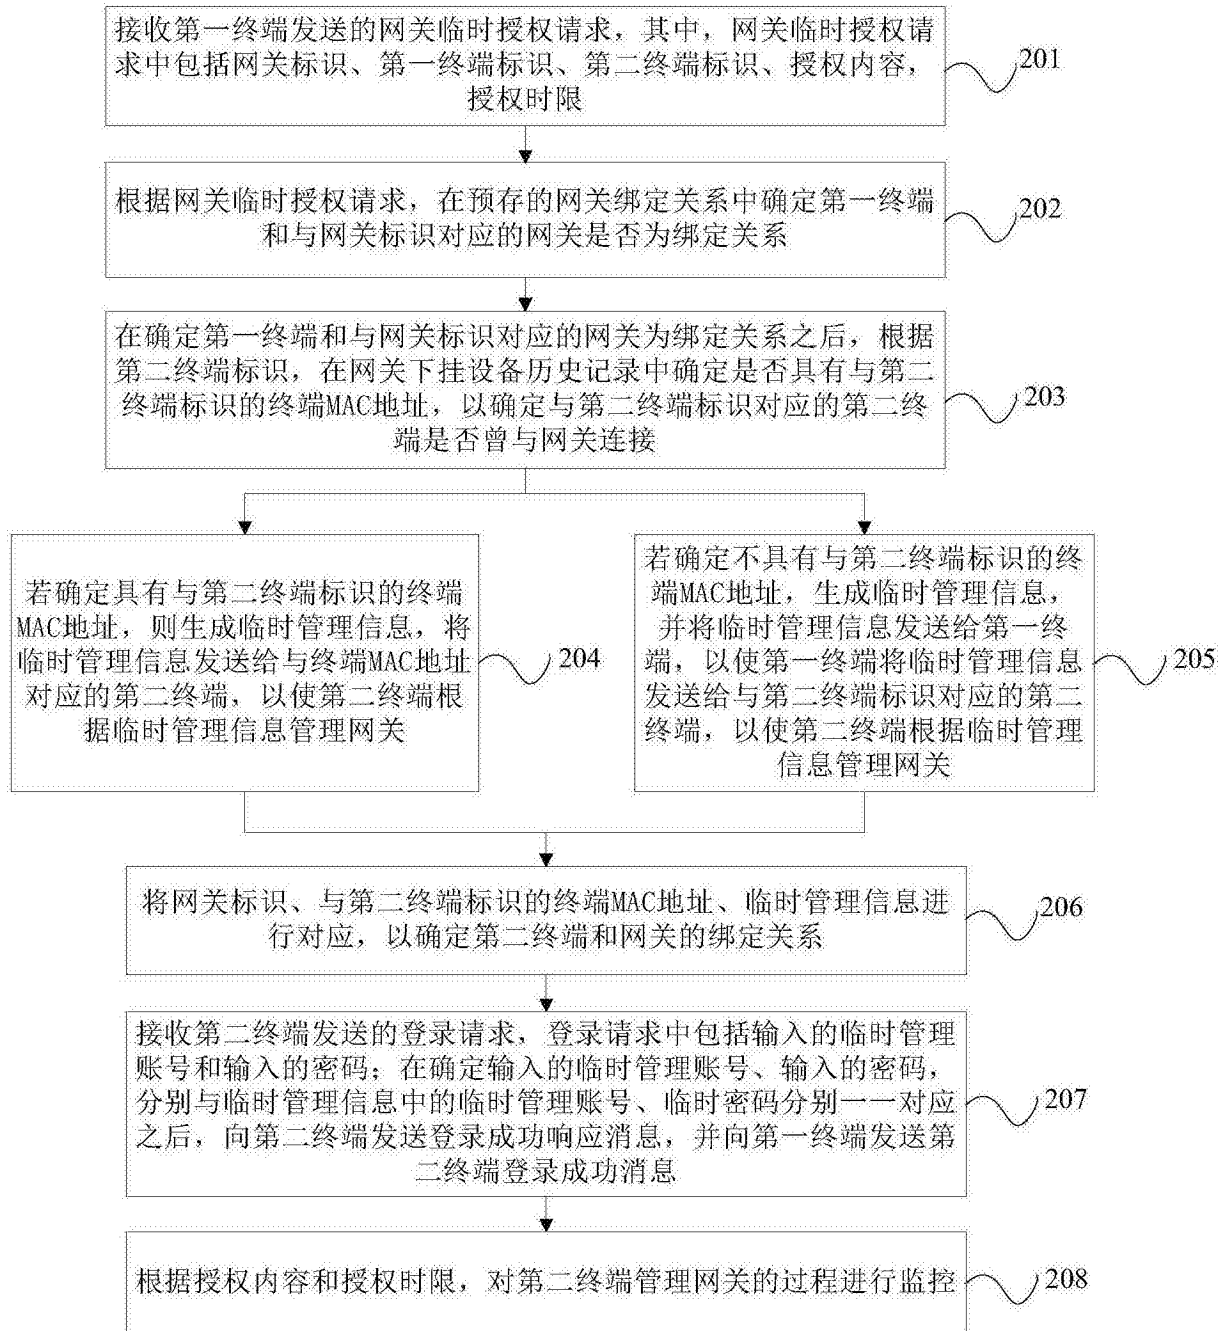 接收第一终端发送的网关临时授权请求，其中，网关临时授权请
求中包括网关标识、第一终端标识、第二终端标识、授权内容，
授权时限
201
根据网关临时授权请求，在预存的网关绑定关系中确定第一终端
和与网关标识对应的网关是否为绑定关系
202
在确定第一终端和与网关标识对应的网关为绑定关系之后，根据
第二终端标识，在网关下挂设备历史记录中确定是否具有与第二
终端标识的终端MAC地址，以确定与第二终端标识对应的第二终
端是否曾与网关连接
203
若确定具有与第二终端标识的终端
MAC地址，则生成临时管理信息，将
临时管理信息发送给与终端MAC地址
对应的第二终端，以使第二终端根
据临时管理信息管理网关
204
若确定不具有与第二终端标识的终
端MAC地址，生成临时管理信息，
并将临时管理信息发送给第一终
端，以使第一终端将临时管理信息
发送给与第二终端标识对应的第二
终端，以使第二终端根据临时管理
信息管理网关
205
将网关标识、与第二终端标识的终端MAC地址、临时管理信息进
行对应，以确定第二终端和网关的绑定关系
206
接收第二终端发送的登录请求，登录请求中包括输入的临时管理
账号和输入的密码；在确定输入的临时管理账号、输入的密码，
分别与临时管理信息中的临时管理账号、临时密码分别一一对应
之后，向第二终端发送登录成功响应消息，并向第一终端发送第
二终端登录成功消息
207
根据授权内容和授权时限，对第二终端管理网关的过程进行监控
208